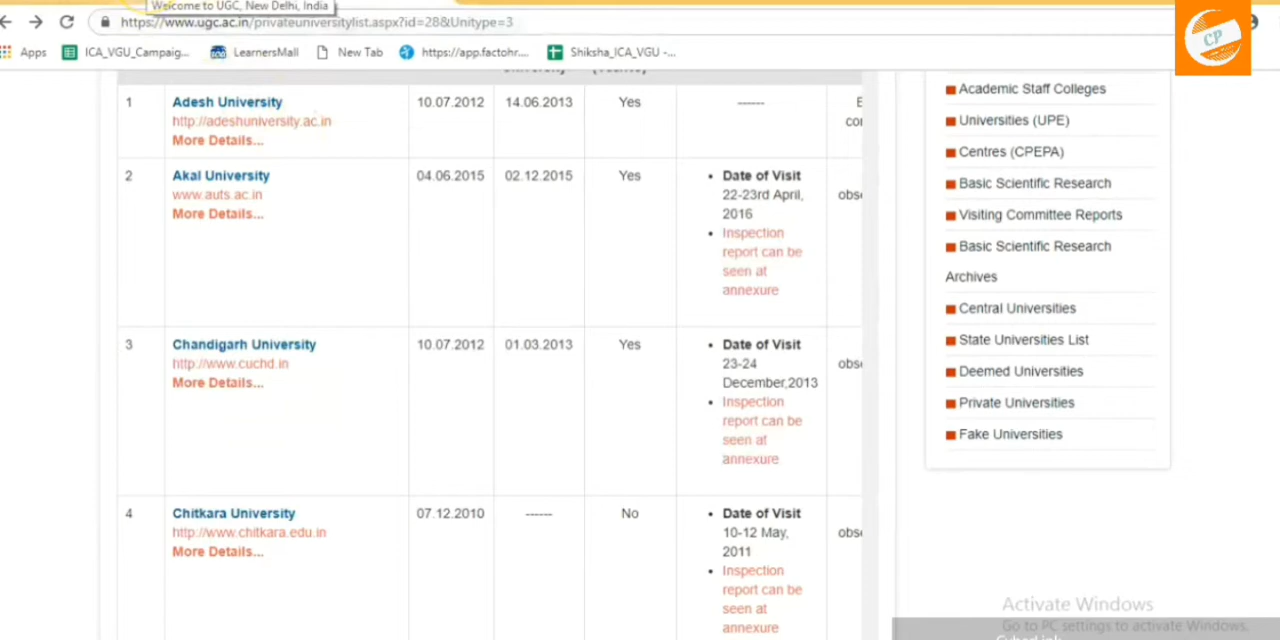 Welcome to UGC, New Delhi, India
https://www.ugc.ac.in/privateuniversitylist.aspx?id=28&Unitype=3
CP
Apps
ICA_VGU_Campaig...
LearnersMall
New Tab
https://app.factohr....
Shiksha_ICA_VGU -...
1
Adesh University
http://adeshuniversity.ac.in
More Details...
10.07.2012
14.06.2013
Yes
------
E
con
2
Akal University
www.auts.ac.in
More Details...
04.06.2015
02.12.2015
Yes
• Date of Visit
22-23rd April,
2016
• Inspection
report can be
seen at
annexure
obse
3
Chandigarh University
http://www.cuchd.in
More Details...
10.07.2012
01.03.2013
Yes
• Date of Visit
23-24
December,2013
• Inspection
report can be
seen at
annexure
obse
4
Chitkara University
http://www.chitkara.edu.in
More Details...
07.12.2010
------
No
• Date of Visit
10-12 May,
2011
• Inspection
report can be
seen at
annexure
obse
Academic Staff Colleges
Universities (UPE)
Centres (CPEPA)
Basic Scientific Research
Visiting Committee Reports
Basic Scientific Research
Archives
Central Universities
State Universities List
Deemed Universities
Private Universities
Fake Universities
Activate Windows
Go to PC settings to activate Windows.